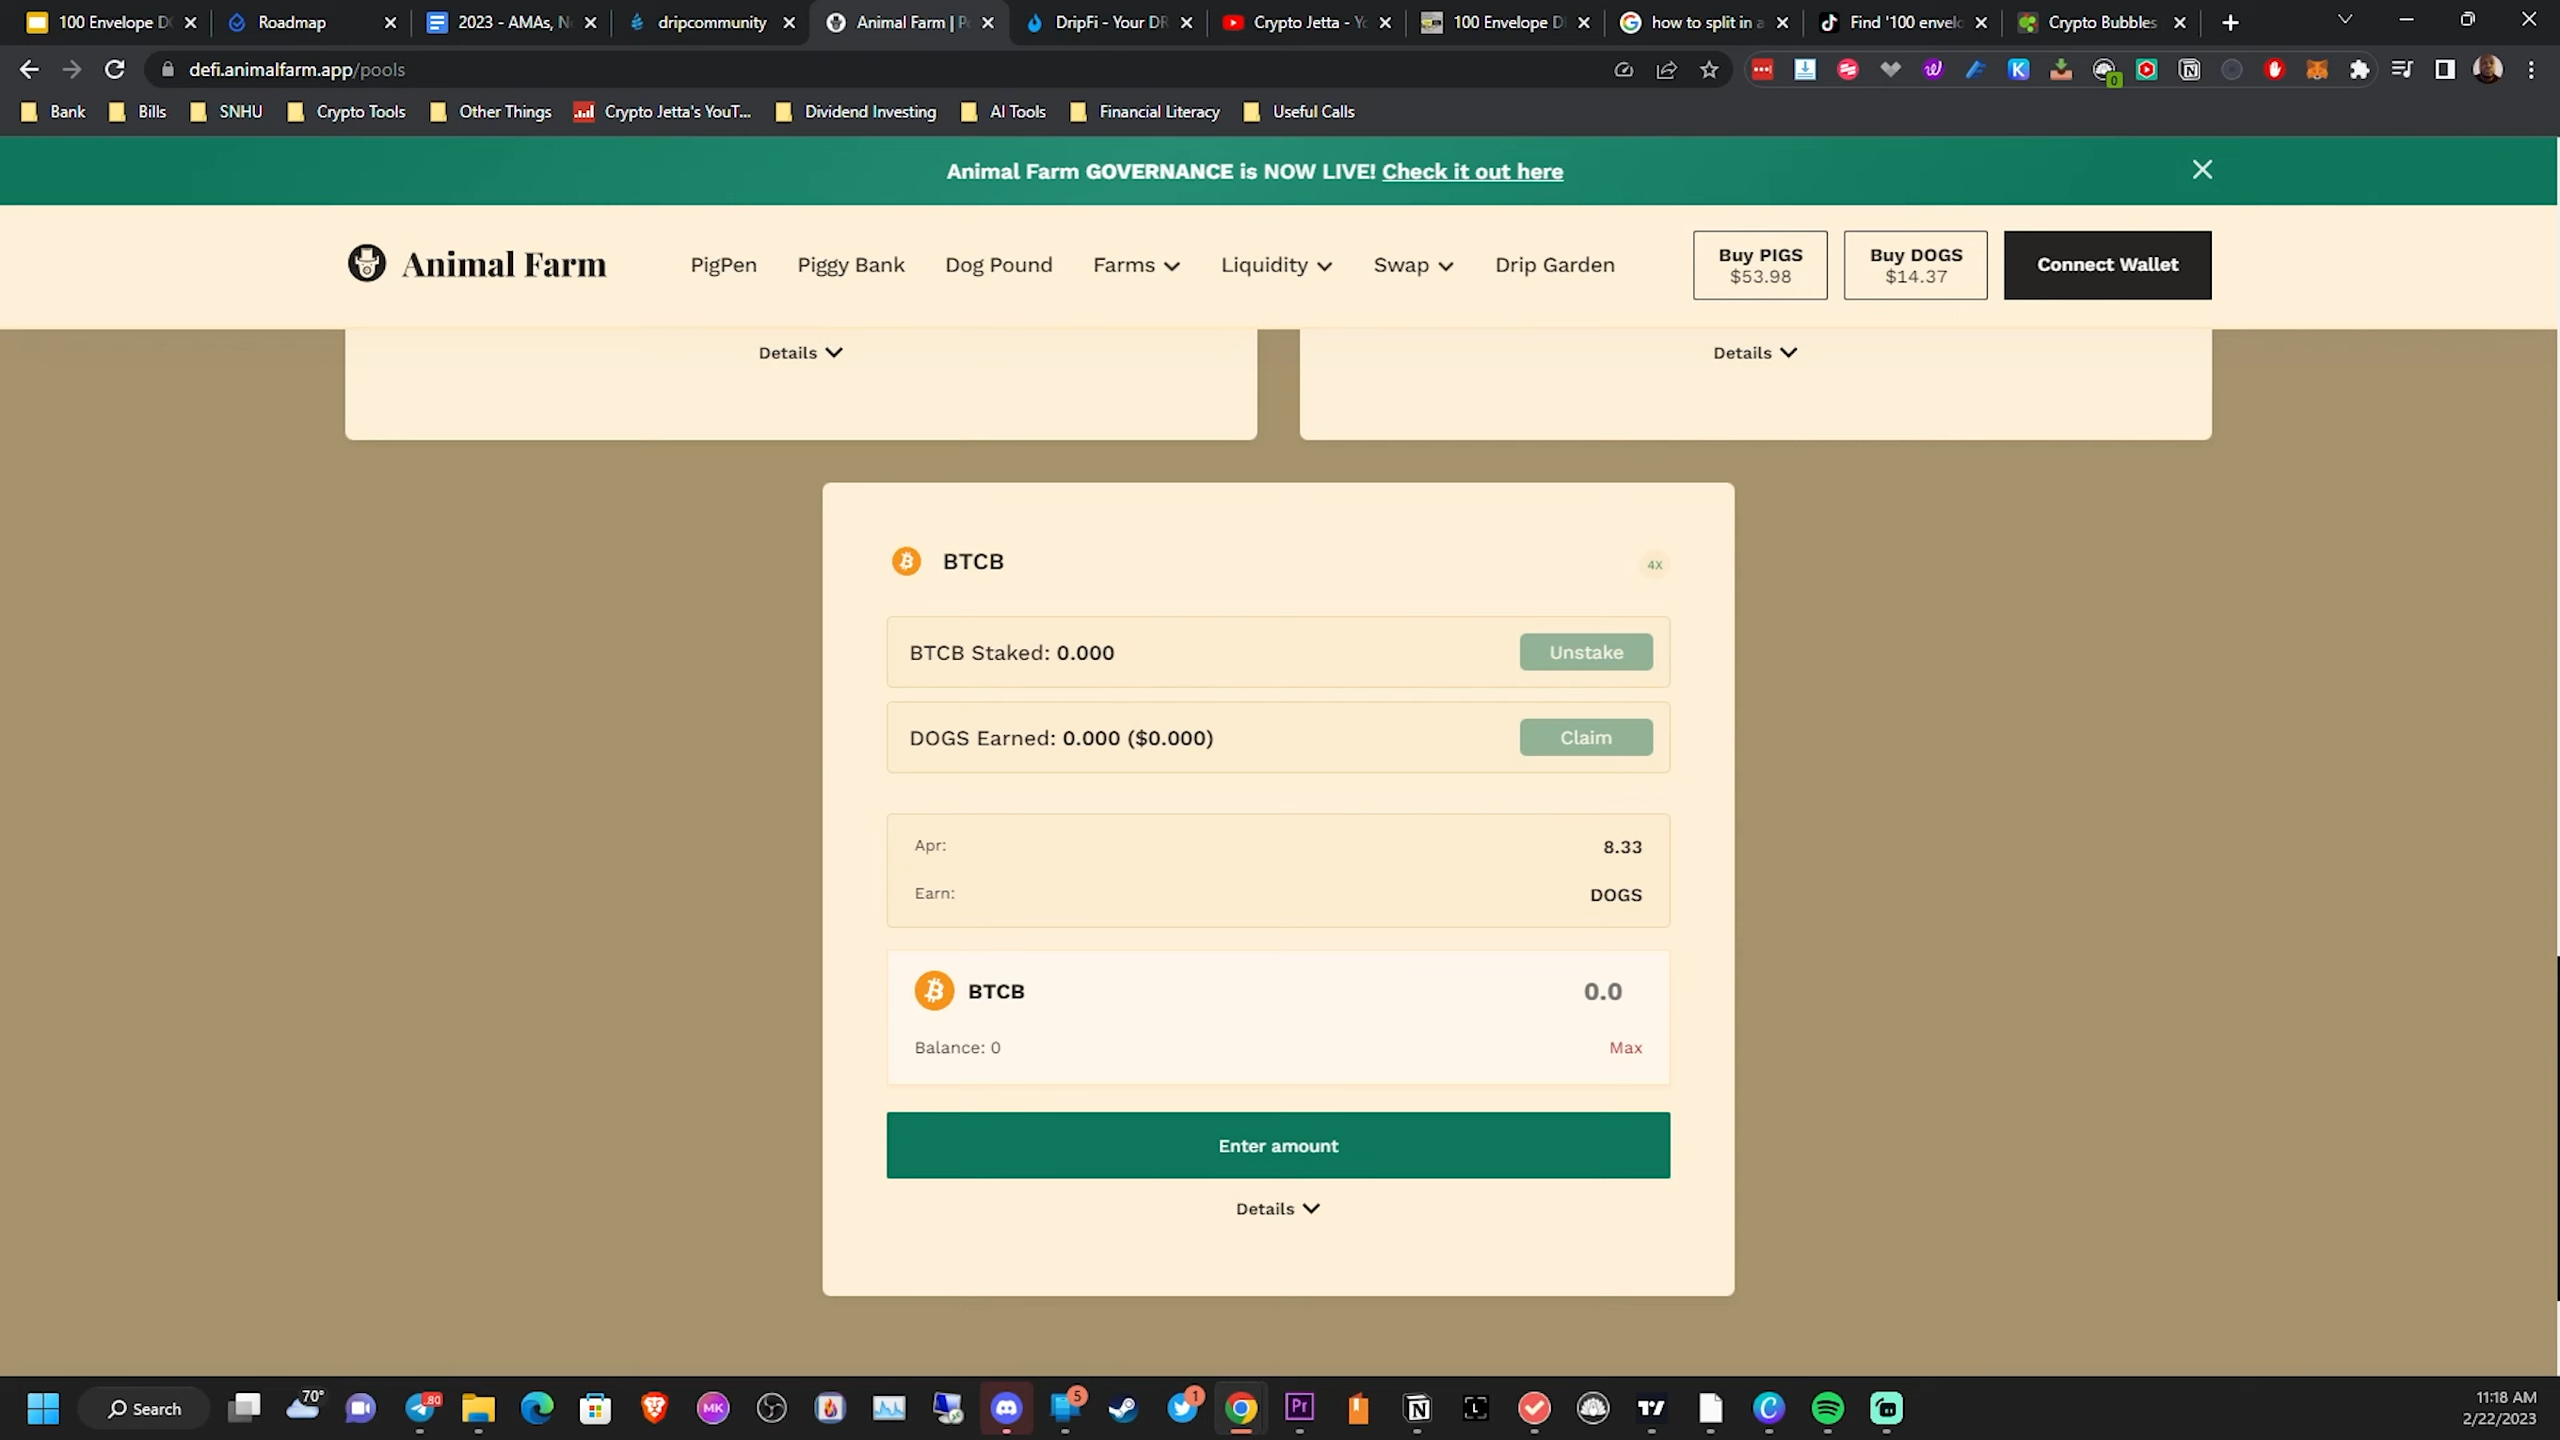 100 Envelope D
Roadmap
2023 - AMAs, N
dripcommunity
Animal Farm | P
DripFi - Your DR
Crypto Jetta - Yo
100 Envelope D
how to split in a
Find '100 envel
Crypto Bubbles
defi.animalfarm.app/pools
Bank
Bills
SNHU
Crypto Tools
Other Things
Crypto Jetta's YouT...
Dividend Investing
AI Tools
Financial Literacy
Useful Calls
Animal Farm GOVERNANCE is NOW LIVE! Check it out here
Animal Farm
PigPen
Piggy Bank
Dog Pound
Farms
Liquidity
Swap
Drip Garden
Buy PIGS
$53.98
Buy DOGS
$14.37
Connect Wallet
Details
Details
BTCB
4X
BTCB Staked: 0.000
Unstake
DOGS Earned: 0.000 ($0.000)
Claim
Apr:
8.33
Earn:
DOGS
BTCB
0.0
Balance: 0
Max
Enter amount
Details
Search
70°
80
MK
5
1
Pr
11:18 AM
2/22/2023